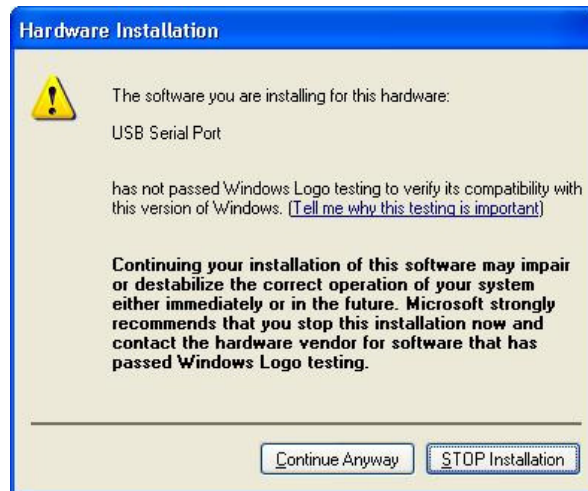 Hardware Installation
The software you are installing for this hardware:
USB Serial Port
has not passed Windows Logo testing to verify its compatibility with
this version of Windows. (Tell me why this testing is important)
Continuing your installation of this software may impair
or destabilize the correct operation of your system
either immediately or in the future. Microsoft strongly
recommends that you stop this installation now and
contact the hardware vendor for software that has
passed Windows Logo testing.
Continue Anyway
STOP Installation